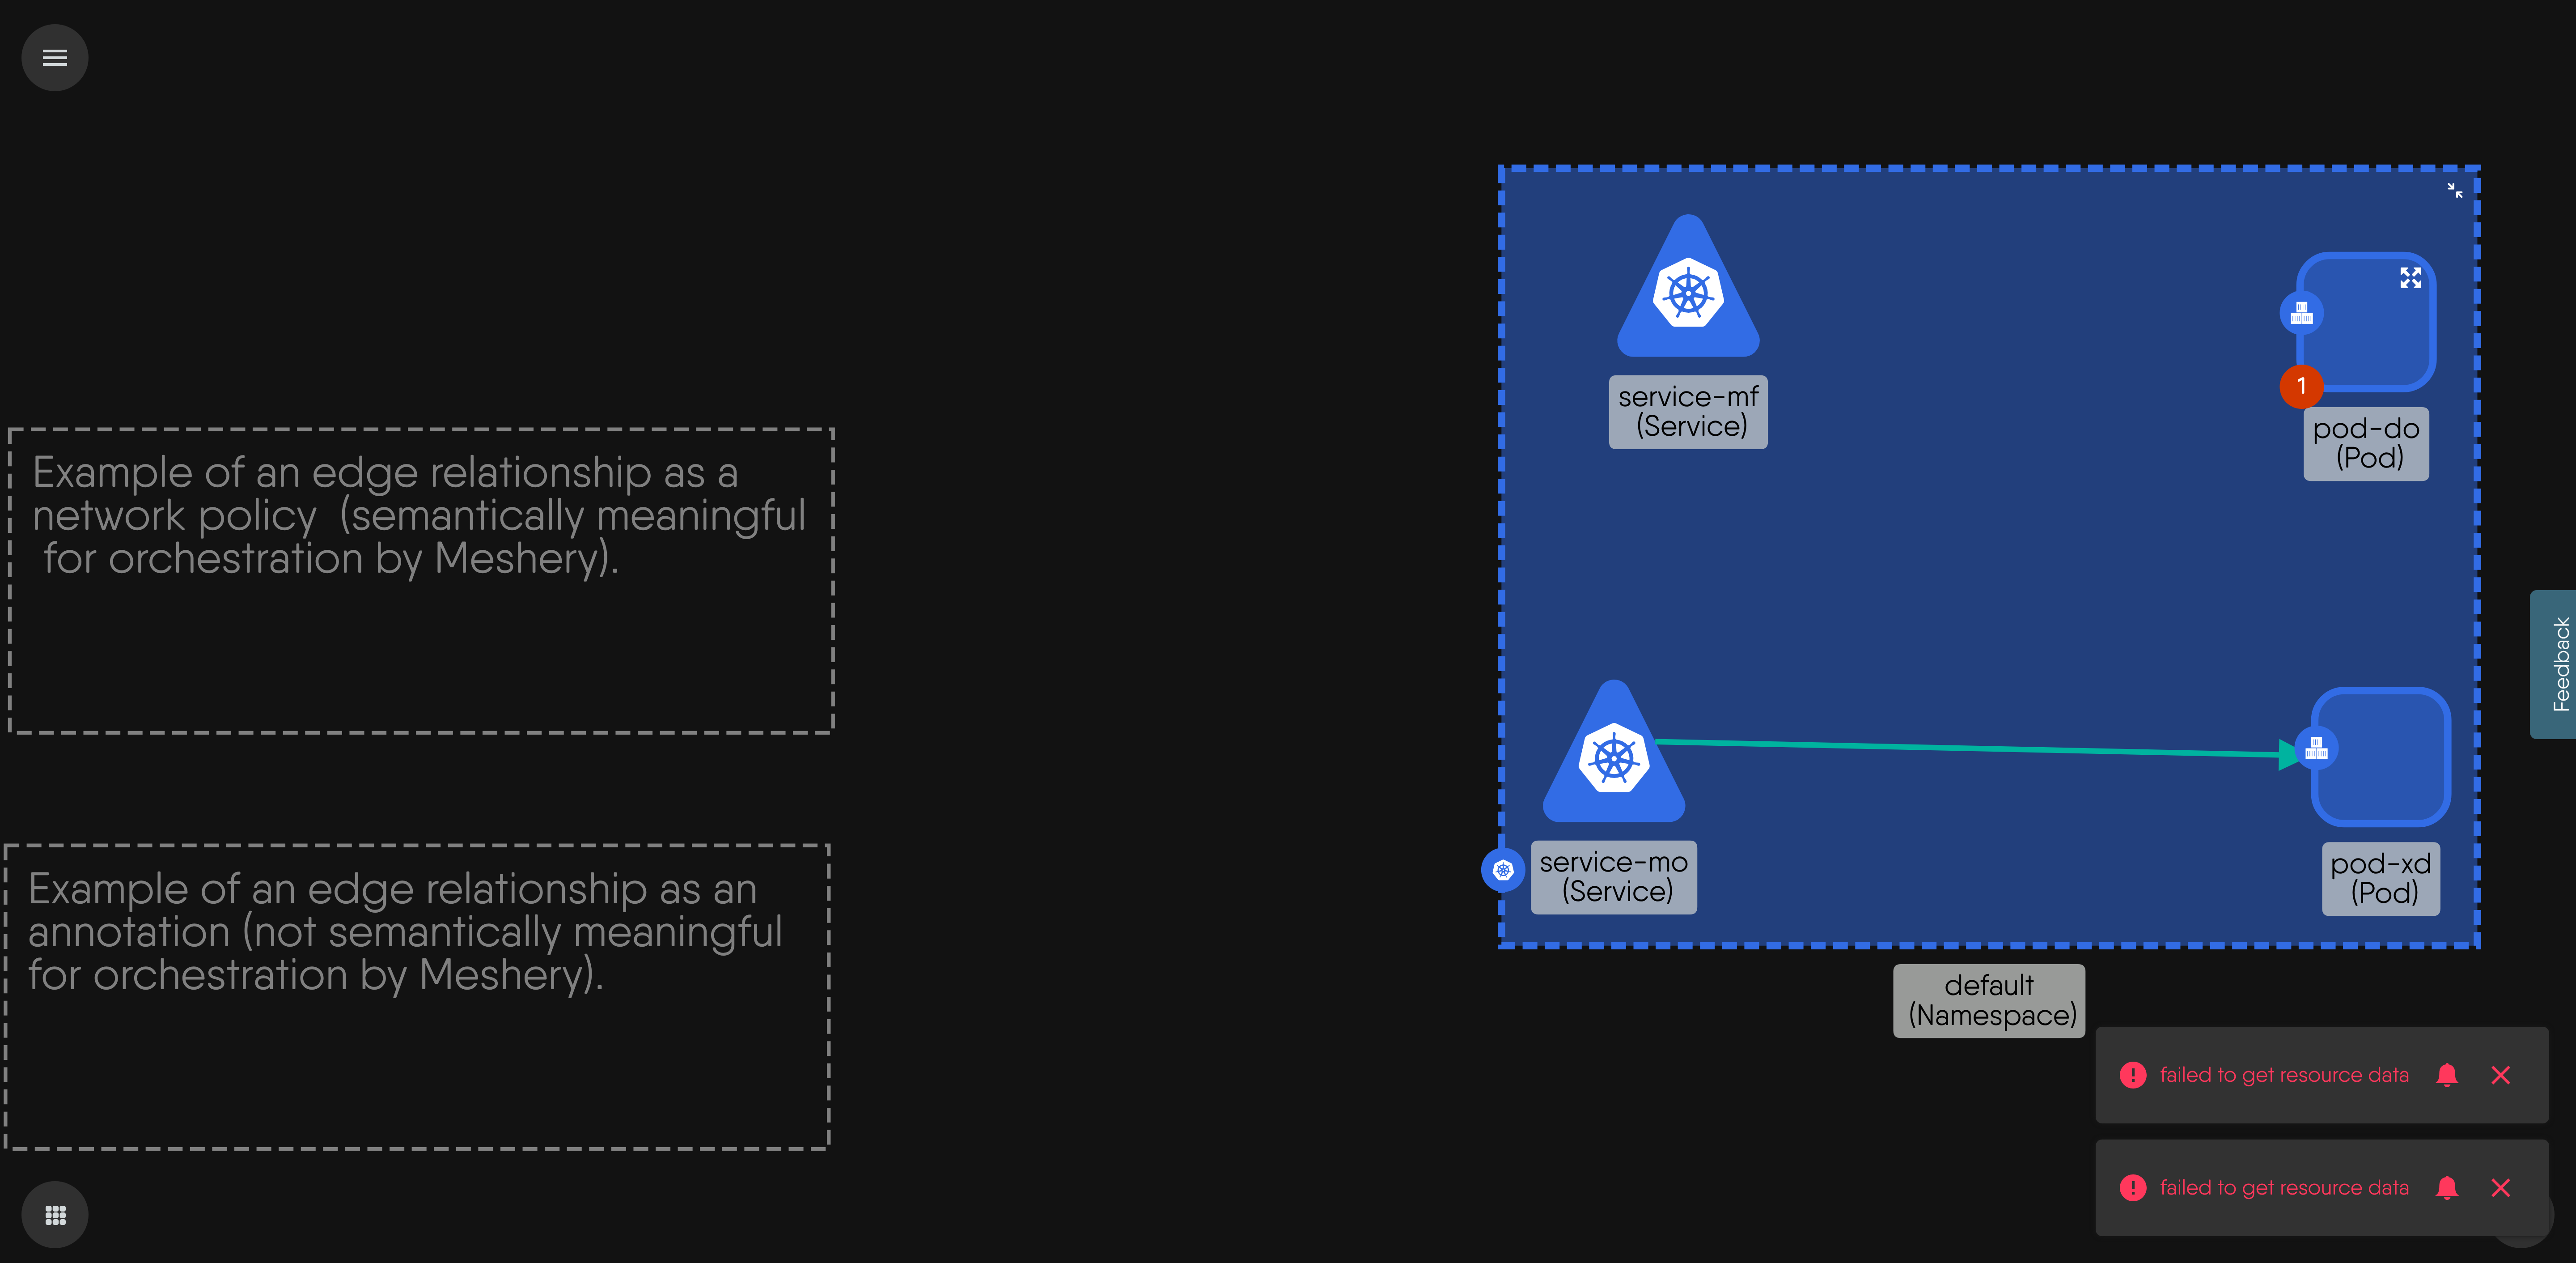 Example of an edge relationship as a
network policy  (semantically meaningful
for orchestration by Meshery).
Example of an edge relationship as an
annotation (not semantically meaningful
for orchestration by Meshery).
service-mf
(Service)
1
pod-do
(Pod)
service-mo
(Service)
pod-xd
(Pod)
default
(Namespace)
Feedback
failed to get resource data
failed to get resource data